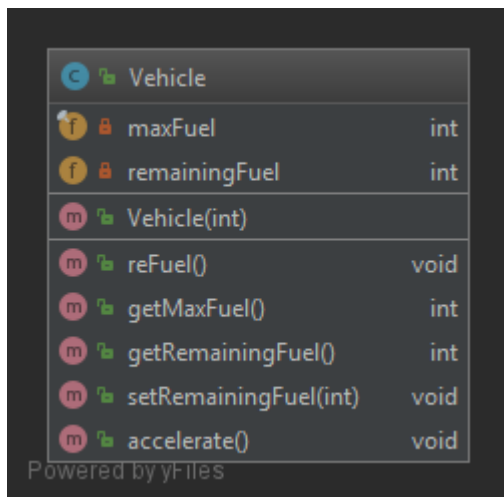 C Vehicle
f maxFuel int
f remainingFuel int
m Vehicle(int)
m reFuel() void
m getMaxFuel() int
m getRemainingFuel() int
m setRemainingFuel(int) void
m accelerate() void
Powered by yFiles